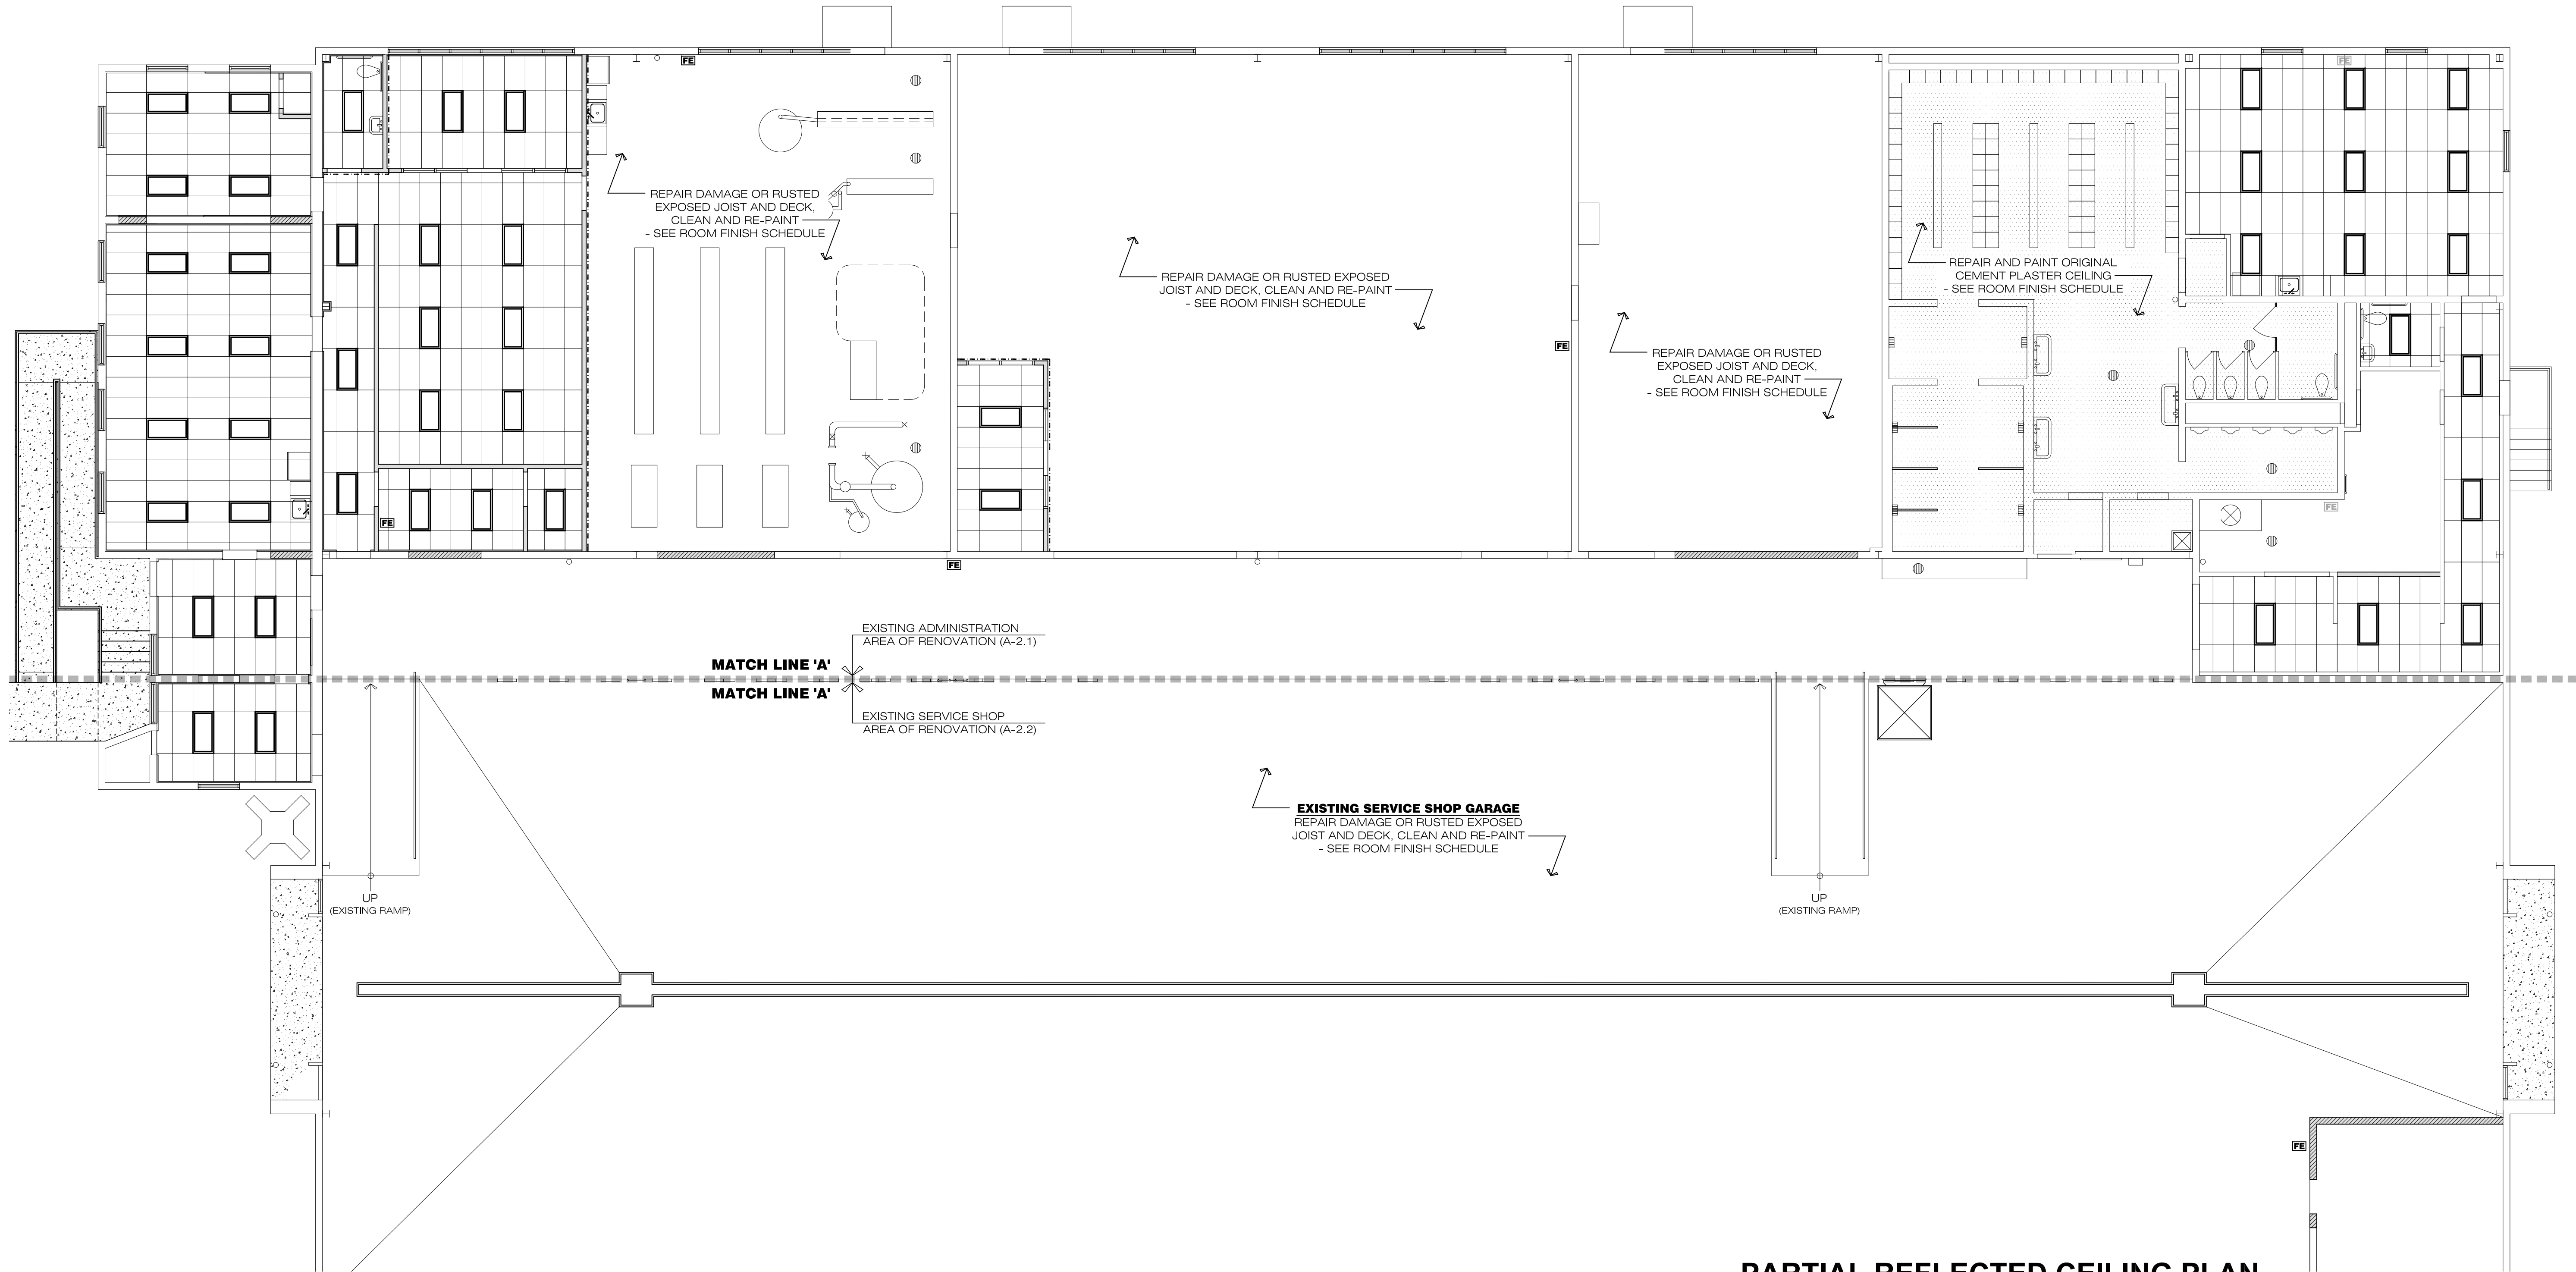 FE
FE
REPAIR DAMAGE OR RUSTED
EXPOSED JOIST AND DECK,
CLEAN AND RE-PAINT
- SEE ROOM FINISH SCHEDULE
REPAIR DAMAGE OR RUSTED EXPOSED
JOIST AND DECK, CLEAN AND RE-PAINT
- SEE ROOM FINISH SCHEDULE
REPAIR AND PAINT ORIGINAL
CEMENT PLASTER CEILING
- SEE ROOM FINISH SCHEDULE
FE
REPAIR DAMAGE OR RUSTED
EXPOSED JOIST AND DECK,
CLEAN AND RE-PAINT
- SEE ROOM FINISH SCHEDULE
FE
FE
FE
EXISTING ADMINISTRATION
AREA OF RENOVATION (A-2.1)
MATCH LINE 'A'
MATCH LINE 'A'
EXISTING SERVICE SHOP
AREA OF RENOVATION (A-2.2)
EXISTING SERVICE SHOP GARAGE
REPAIR DAMAGE OR RUSTED EXPOSED
JOIST AND DECK, CLEAN AND RE-PAINT
- SEE ROOM FINISH SCHEDULE
UP
(EXISTING RAMP)
UP
(EXISTING RAMP)
FE
PARTIAL REFLECTED CEILING PLAN